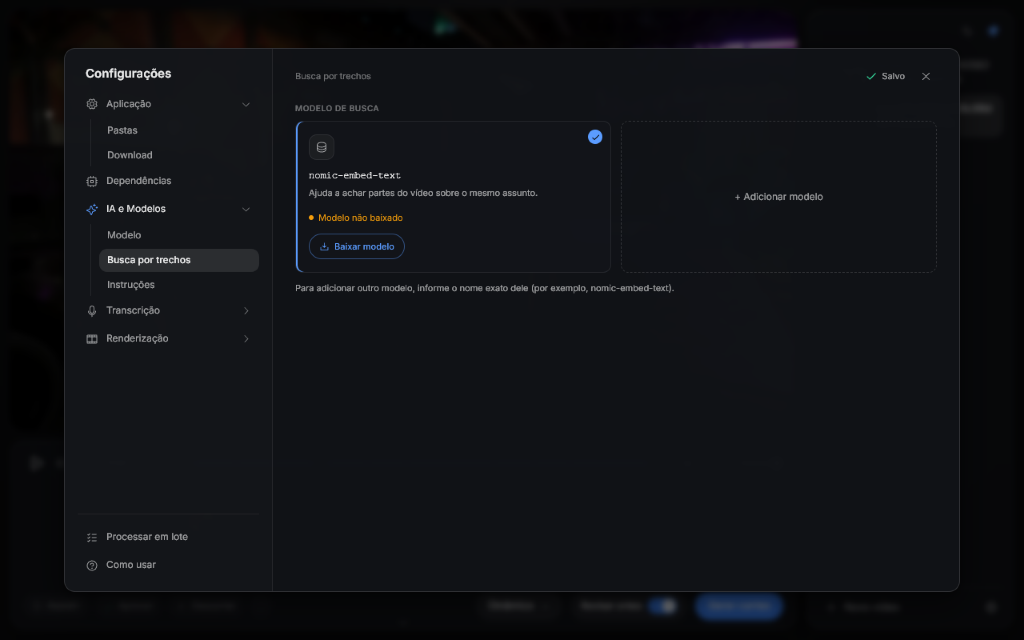 Configurações
Aplicação
Pastas
Download
Dependências
IA e Modelos
Modelo
Busca por trechos
Instruções
Transcrição
Renderização
Processar em lote
Como usar
Busca por trechos
Salvo
MODELO DE BUSCA
nomic-embed-text
Ajuda a achar partes do vídeo sobre o mesmo assunto.
Modelo não baixado
Baixar modelo
+ Adicionar modelo
Para adicionar outro modelo, informe o nome exato dele (por exemplo, nomic-embed-text).